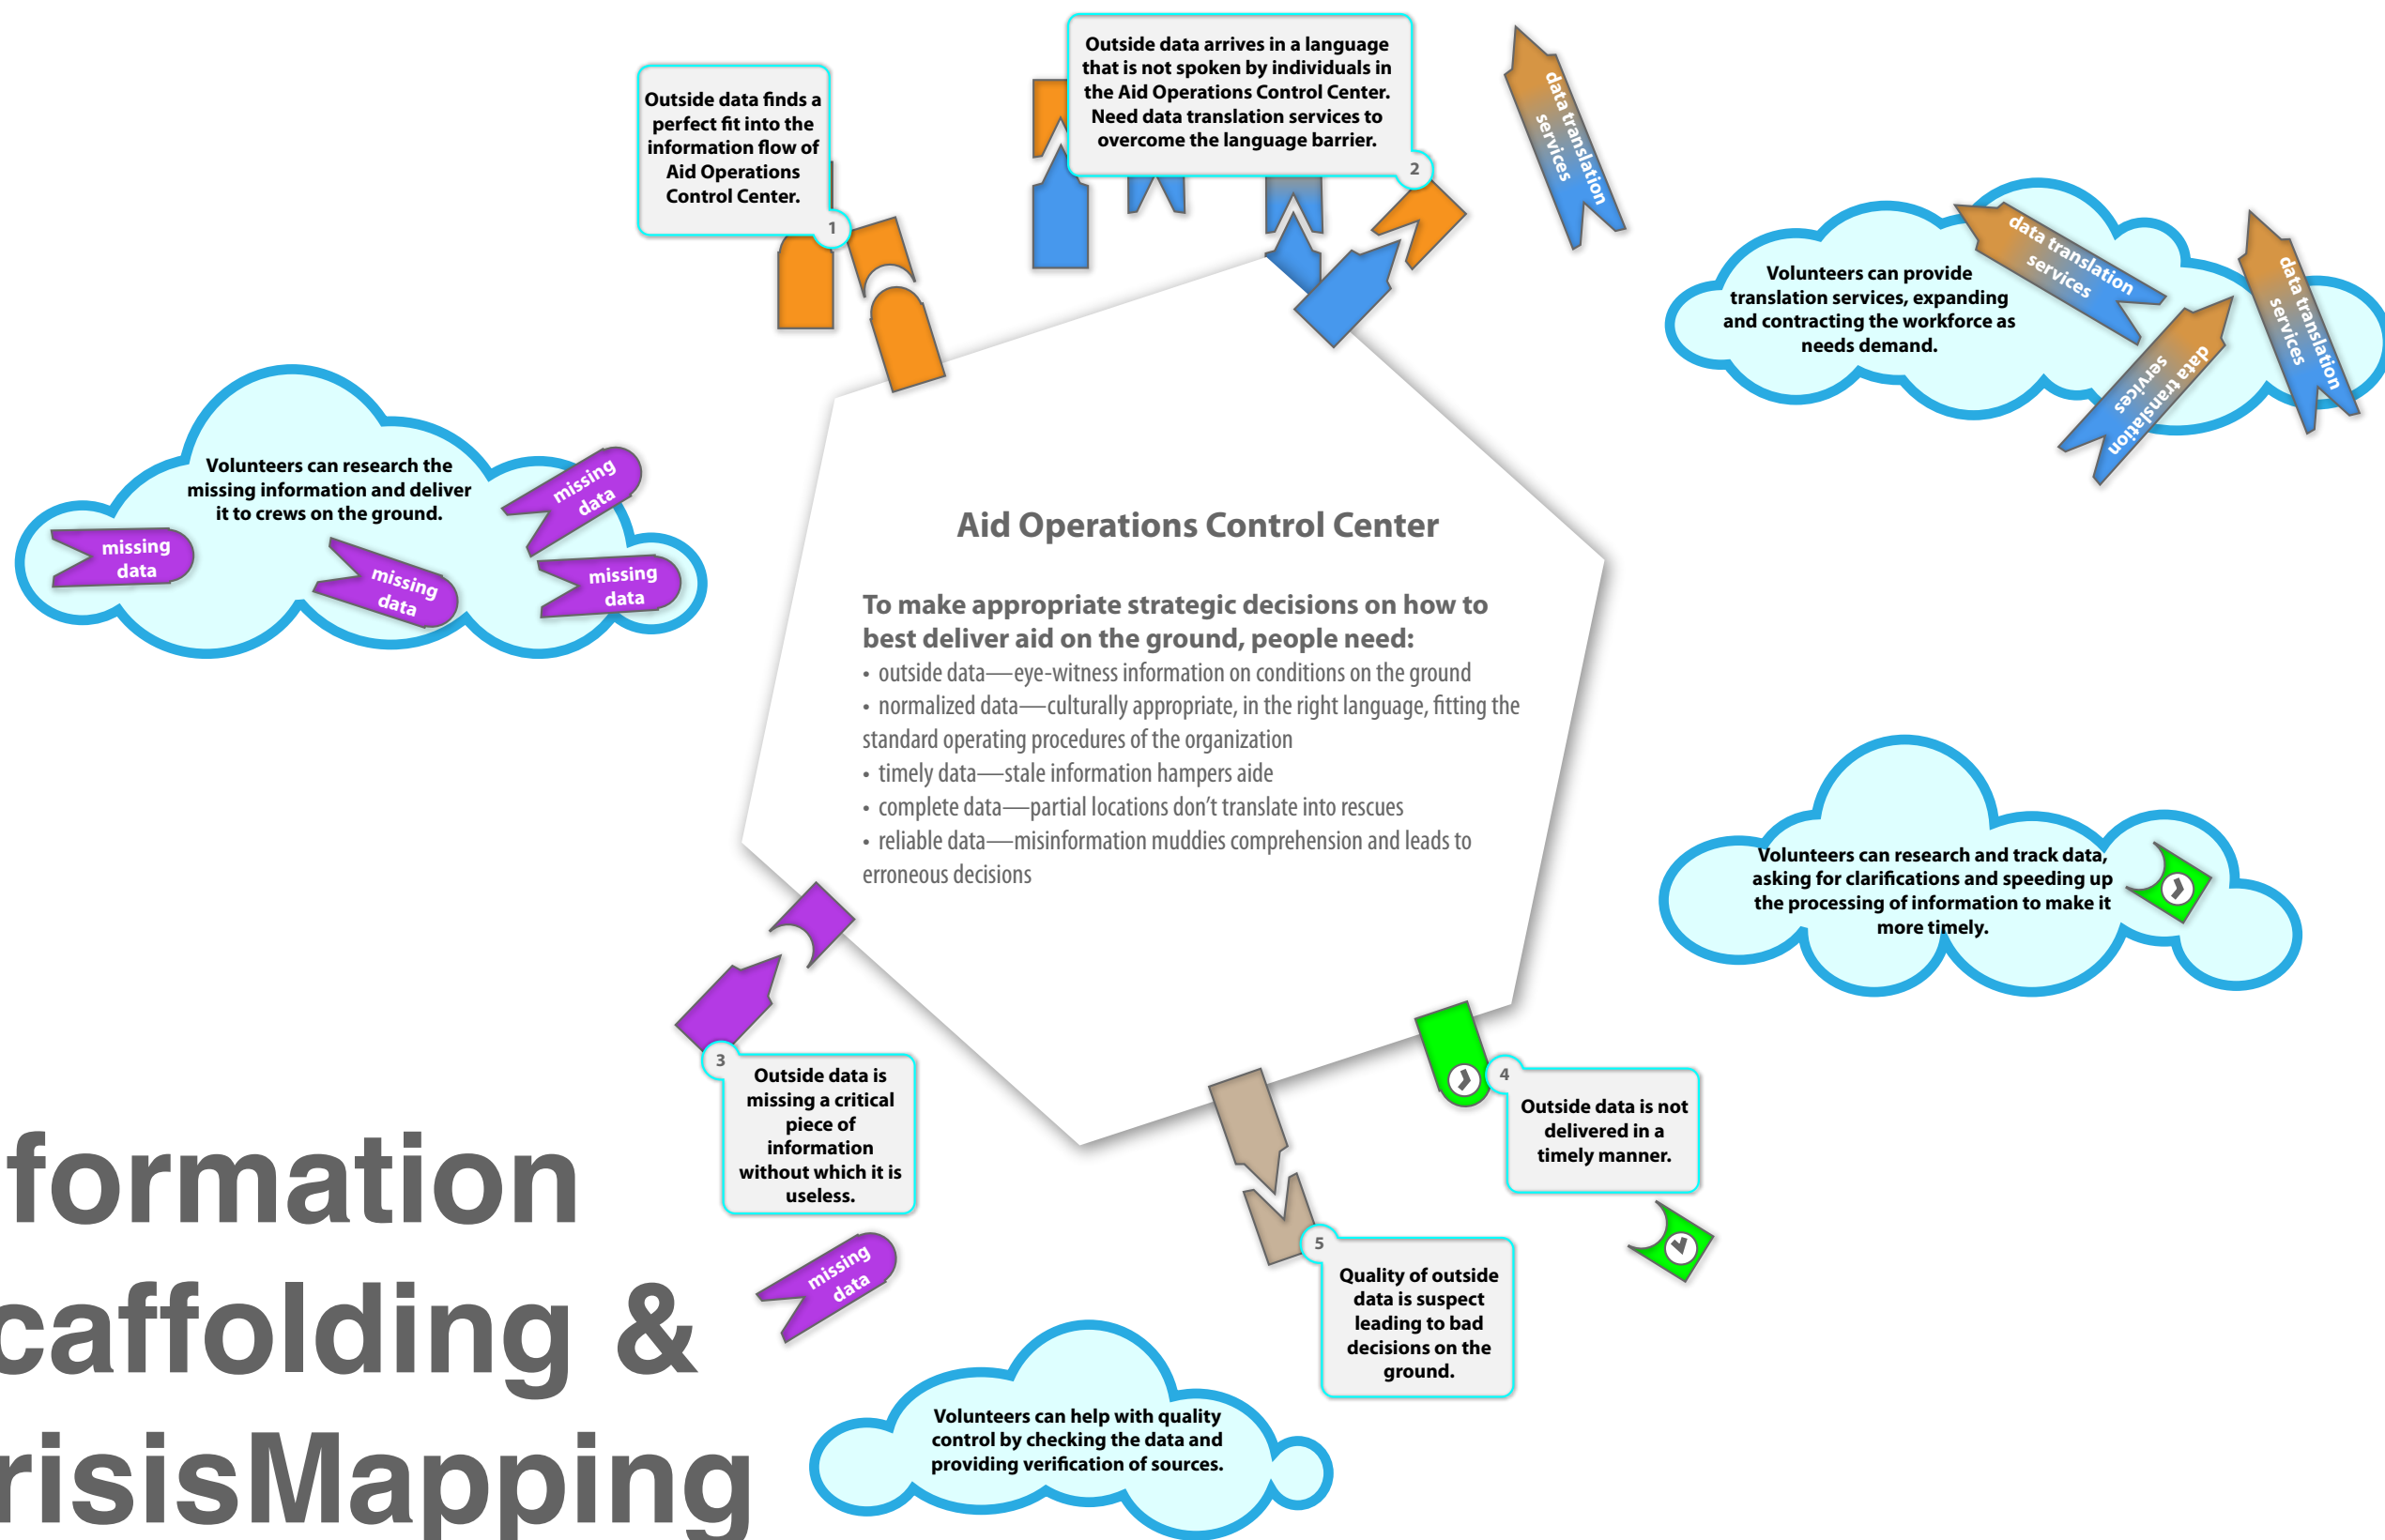 Outside data finds a
perfect fit into the
information flow of
Aid Operations
Control Center.
1
Outside data arrives in a language
that is not spoken by individuals in
the Aid Operations Control Center.
Need data translation services to
overcome the language barrier.
2
data translation
services
Volunteers can provide
translation services, expanding
and contracting the workforce as
needs demand.
data translation
services
data translation
services
data translation
services
Volunteers can research the
missing information and deliver
it to crews on the ground.
missing
data
missing
data
missing
data
missing
data
Aid Operations Control Center
To make appropriate strategic decisions on how to
best deliver aid on the ground, people need:
• outside data—eye-witness information on conditions on the ground
• normalized data—culturally appropriate, in the right language, fitting the
standard operating procedures of the organization
• timely data—stale information hampers aide
• complete data—partial locations don’t translate into rescues
• reliable data—misinformation muddies comprehension and leads to
erroneous decisions
Volunteers can research and track data,
asking for clarifications and speeding up
the processing of information to make it
more timely.
3
Outside data is
missing a critical
piece of
information
without which it is
useless.
missing
data
4
Outside data is not
delivered in a
timely manner.
5
Quality of outside
data is suspect
leading to bad
decisions on the
ground.
Volunteers can help with quality
control by checking the data and
providing verification of sources.
formation
caffolding &
risisMapping